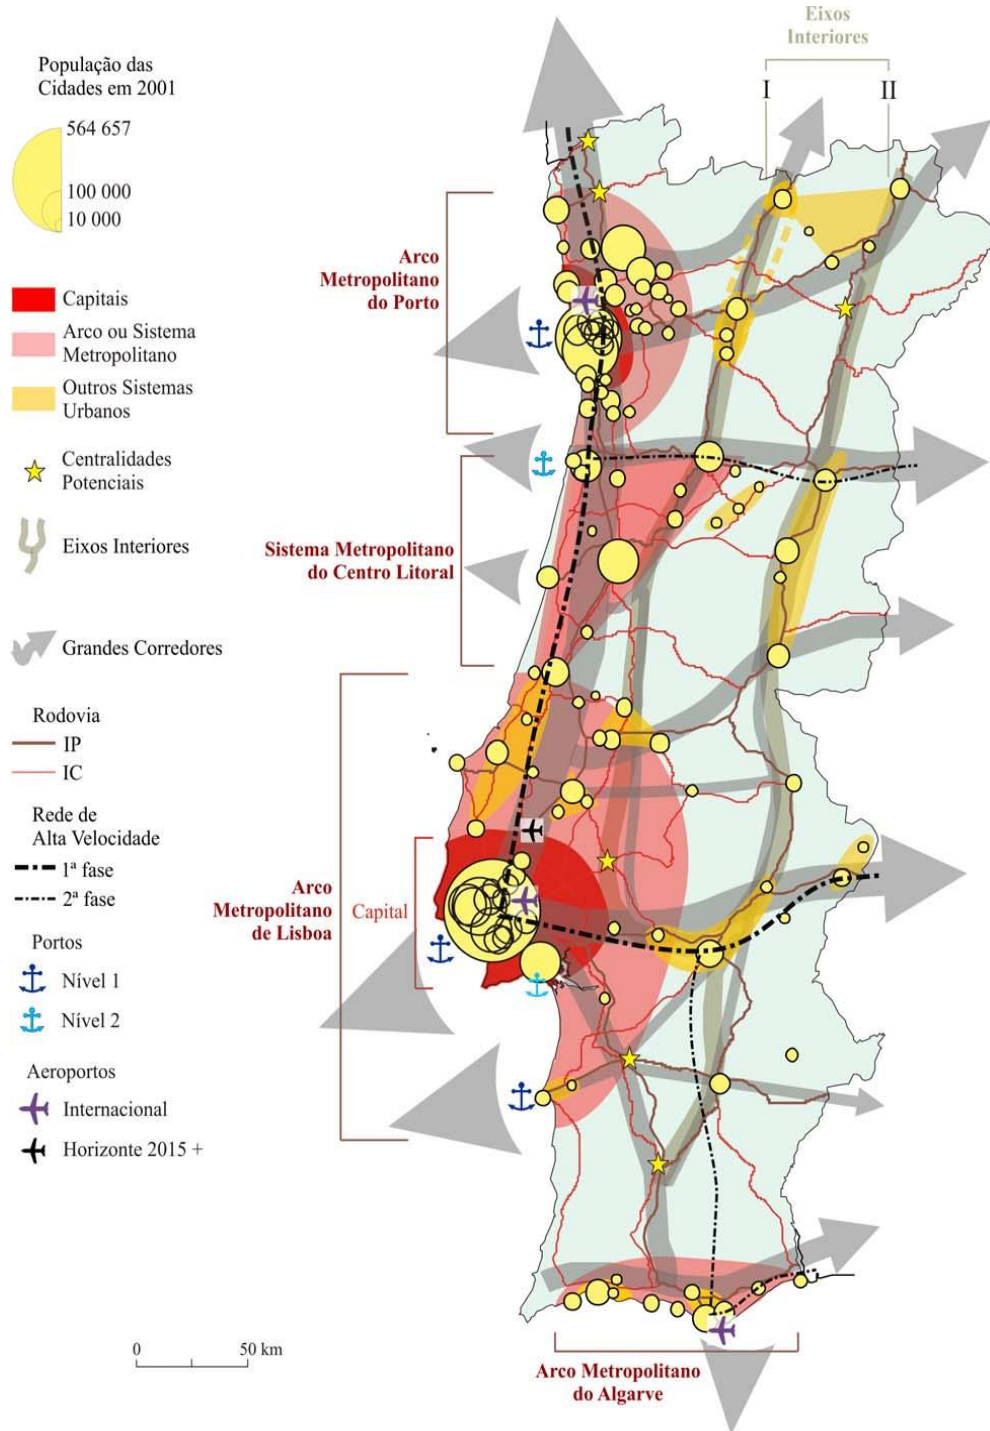 Eixos
Interiores
I
II
População das
Cidades em 2001
564 657
100 000
10 000
Capitais
Arco ou Sistema
Metropolitano
Outros Sistemas
Urbanos
Centralidades
Potenciais
Eixos Interiores
Grandes Corredores
Rodovia
IP
IC
Rede de
Alta Velocidade
1ª fase
2ª fase
Portos
Nível 1
Nível 2
Aeroportos
Internacional
Horizonte 2015 +
Arco
Metropolitano
do Porto
Sistema Metropolitano
do Centro Litoral
Arco
Metropolitano
de Lisboa
Capital
Arco Metropolitano
do Algarve
0
50 km